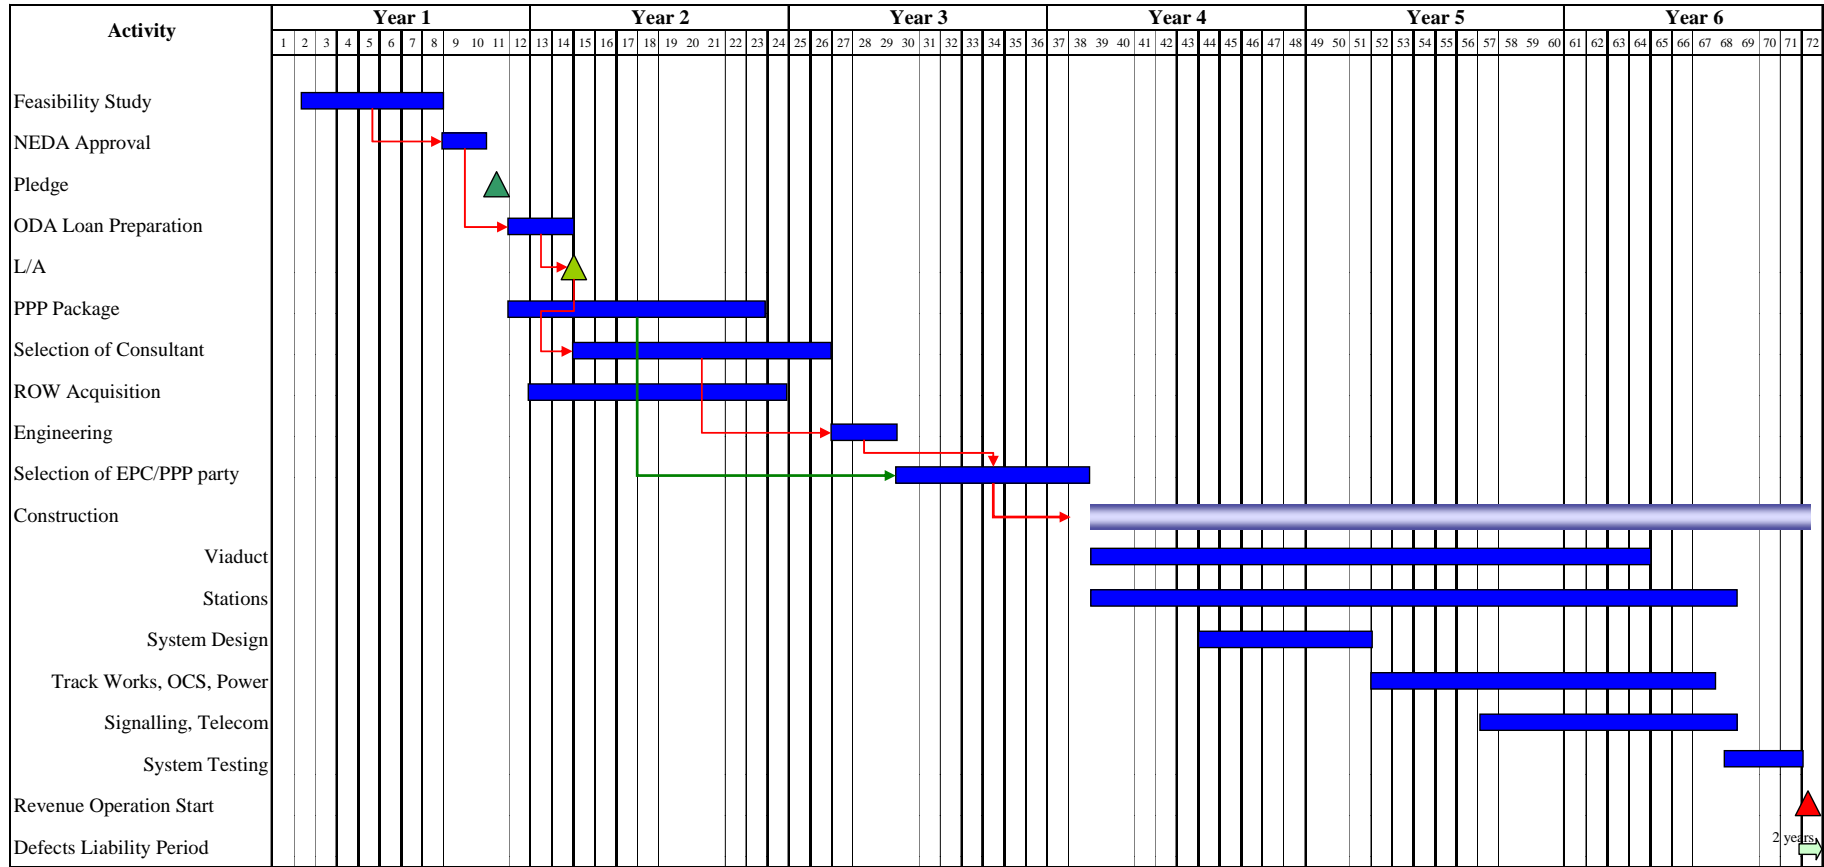 Activity Year 1 Year 2 Year 3 Year 4 Year 5 Year 6
1 2 3 4 5 6 7 8 9 10 11 12 13 14 15 16 17 18 19 20 21 22 23 24 25 26 27 28 29 30 31 32 33 34 35 36 37 38 39 40 41 42 43 44 45 46 47 48 49 50 51 52 53 54 55 56 57 58 59 60 61 62 63 64 65 66 67 68 69 70 71 72
Feasibility Study
NEDA Approval
Pledge
ODA Loan Preparation
L/A
PPP Package
Selection of Consultant
ROW Acquisition
Engineering
Selection of EPC/PPP party
Construction
Viaduct
Stations
System Design
Track Works, OCS, Power
Signalling, Telecom
System Testing
Revenue Operation Start
2 years
Defects Liability Period